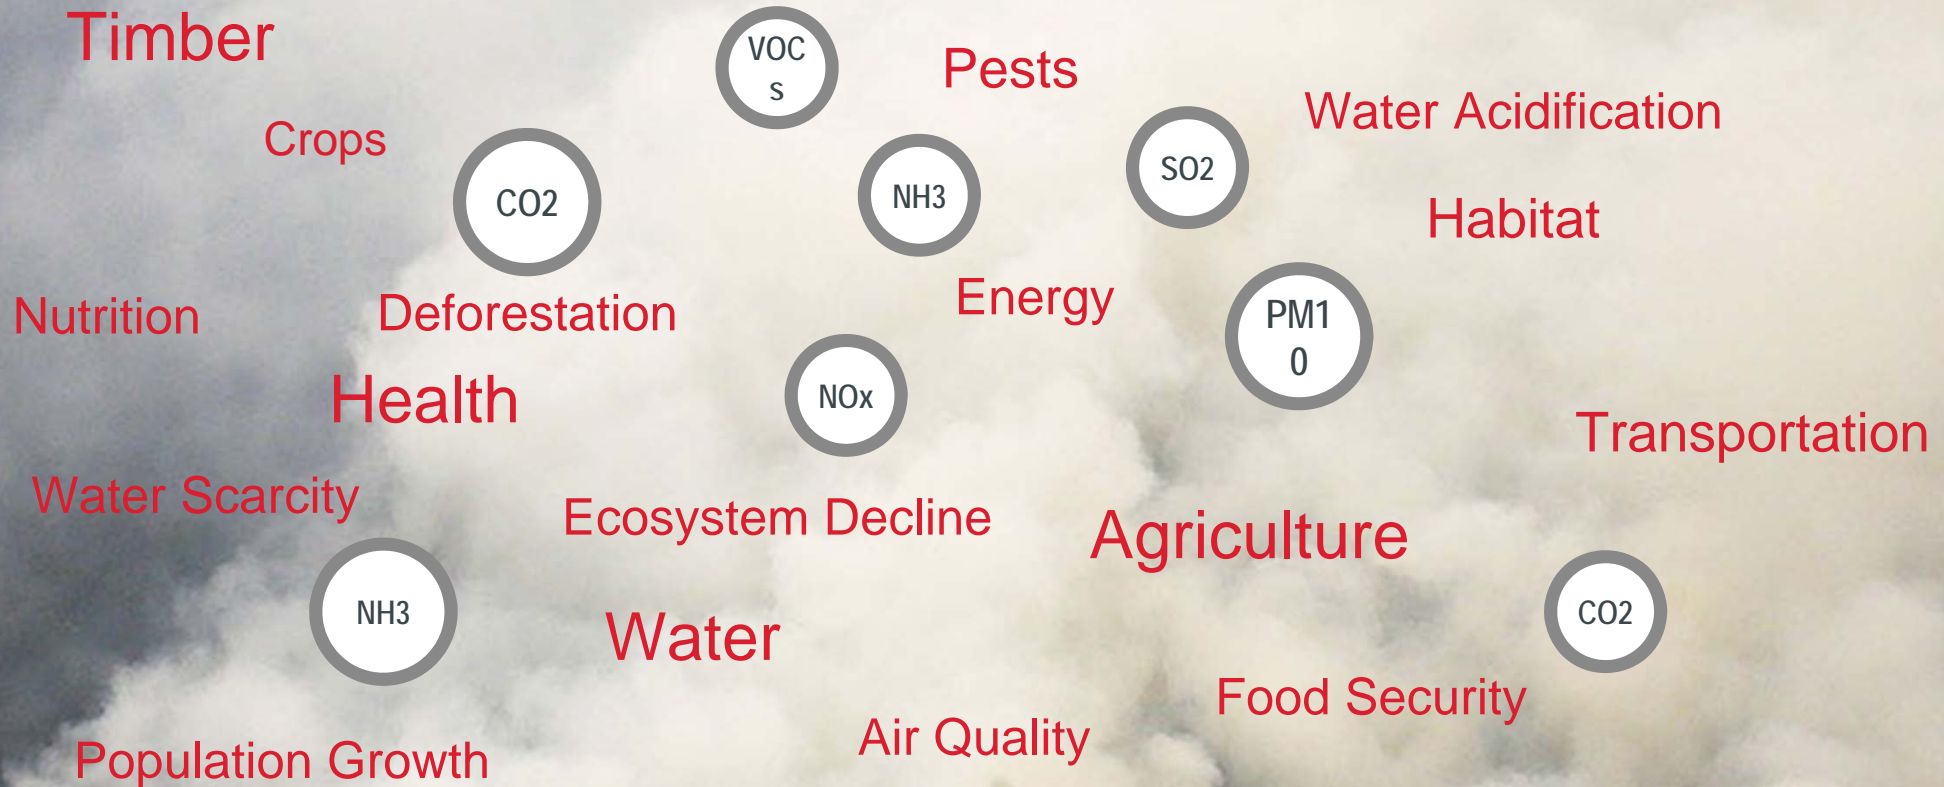 Timber
VOC
s
Pests
Water Acidification
Crops
CO2
NH3
SO2
Habitat
Nutrition
Deforestation
Energy
PM1
0
Health
NOx
Transportation
Water Scarcity
Ecosystem Decline
Agriculture
NH3
Water
CO2
Food Security
Population Growth
Air Quality